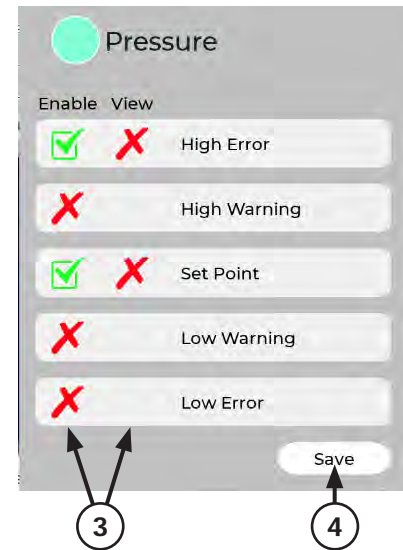 Pressure
Enable View
High Error
High Warning
Set Point
Low Warning
Low Error
Save
3 4